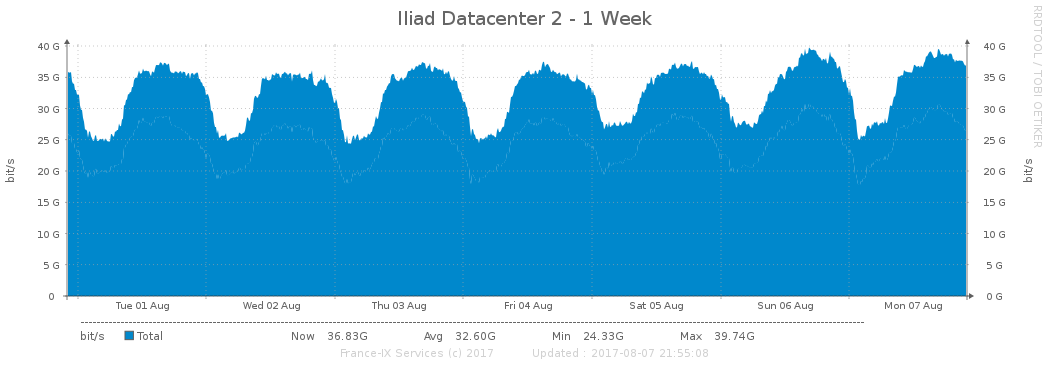 Iliad Datacenter 2 - 1 Week
RRDTOOL / TOBI OETIKER
40 G 40 G
35 G 35 G
30 G 30 G
25 G 25 G
20 G 20 G
15 G 15 G
10 G 10 G
5 G 5 G
0 0 G
bit/s bit/s
Tue 01 Aug Wed 02 Aug Thu 03 Aug Fri 04 Aug Sat 05 Aug Sun 06 Aug Mon 07 Aug
bit/s Total Now 36.83G Avg 32.60G Min 24.33G Max 39.74G
France-IX Services (c) 2017 Updated : 2017-08-07 21:55:08